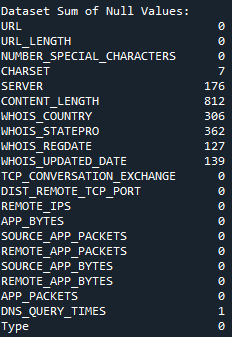 Dataset Sum of Null Values:
URL 0
URL_LENGTH 0
NUMBER_SPECIAL_CHARACTERS 0
CHARSET 7
SERVER 176
CONTENT_LENGTH 812
WHOIS_COUNTRY 306
WHOIS_STATEPRO 362
WHOIS_REGDATE 127
WHOIS_UPDATED_DATE 139
TCP_CONVERSATION_EXCHANGE 0
DIST_REMOTE_TCP_PORT 0
REMOTE_IPS 0
APP_BYTES 0
SOURCE_APP_PACKETS 0
REMOTE_APP_PACKETS 0
SOURCE_APP_BYTES 0
REMOTE_APP_BYTES 0
APP_PACKETS 0
DNS_QUERY_TIMES 1
Type 0